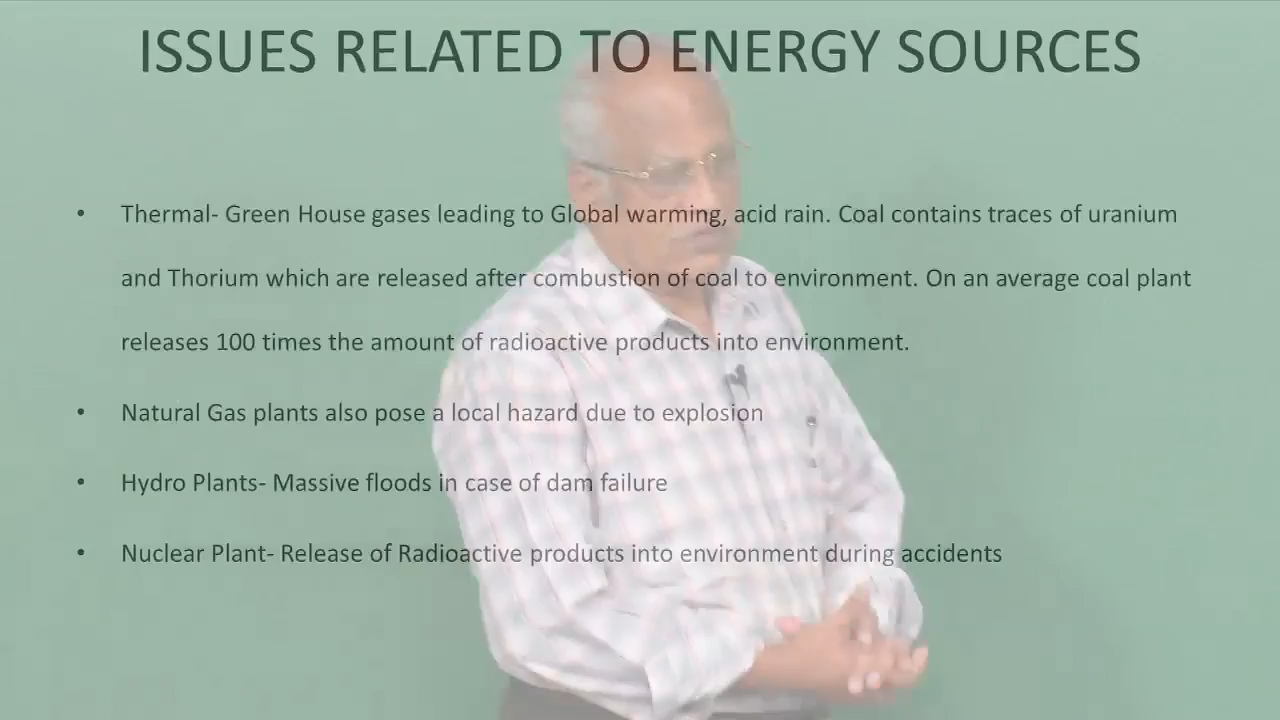 ISSUES RELATED TO ENERGY SOURCES
• Thermal- Green House gases leading to Global warming, acid rain. Coal contains traces of uranium
and Thorium which are released after combustion of coal to environment. On an average coal plant
releases 100 times the amount of radioactive products into environment.
• Natural Gas plants also pose a local hazard due to explosion
• Hydro Plants- Massive floods in case of dam failure
• Nuclear Plant- Release of Radioactive products into environment during accidents